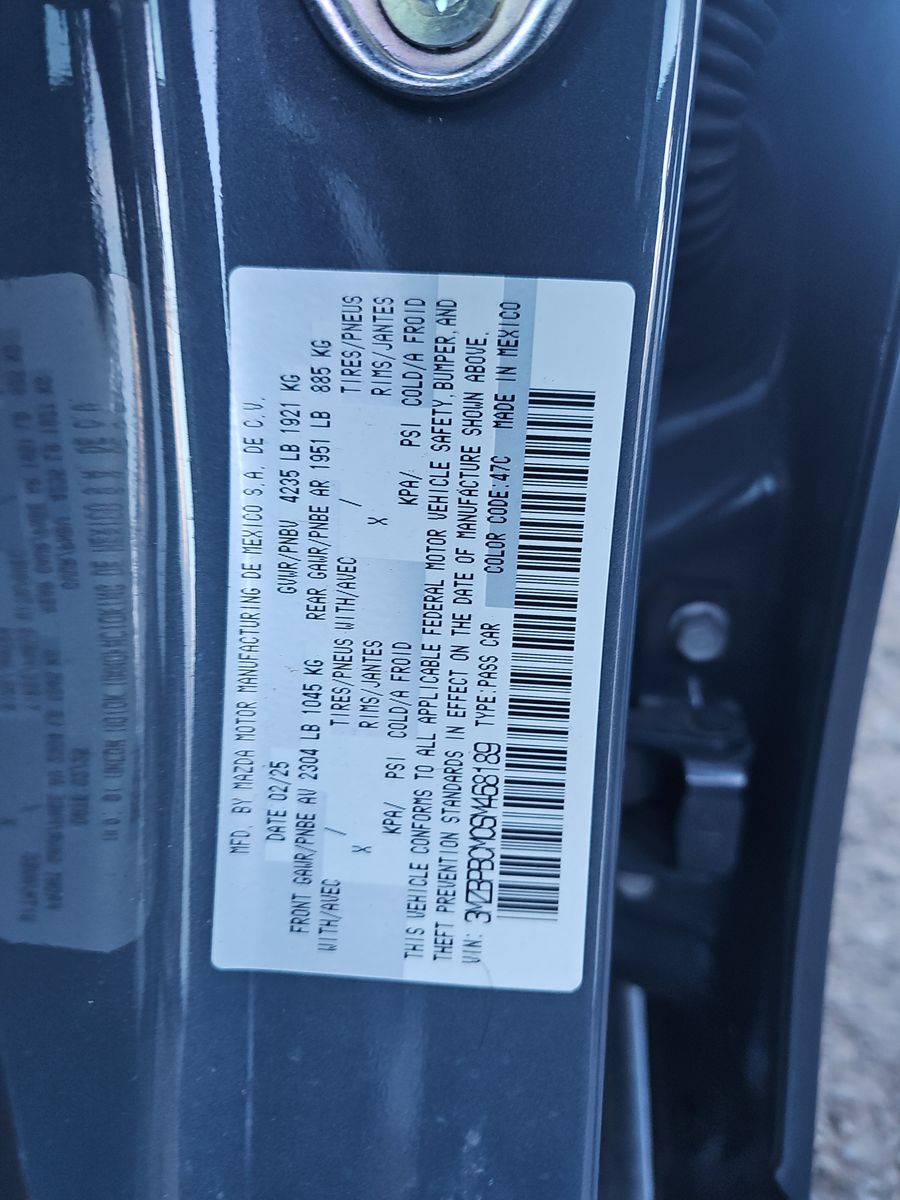 MFD. BY MAZDA MOTOR MANUFACTURING DE MEXICO S.A. DE C.V.
DATE 02/25 GVWR/PNBV 4235 LB 1921 KG
FRONT GAWR/PNBE AV 2304 LB 1045 KG REAR GAWR/PNBE AR 1951 LB 885 KG
WITH/AVEC / TIRES/PNEUS WITH/AVEC / TIRES/PNEUS
X RIMS/JANTES X RIMS/JANTES
KPA/ PSI COLD/A FROID KPA/ PSI COLD/A FROID
THIS VEHICLE CONFORMS TO ALL APPLICABLE FEDERAL MOTOR VEHICLE SAFETY, BUMPER, AND
THEFT PREVENTION STANDARDS IN EFFECT ON THE DATE OF MANUFACTURE SHOWN ABOVE.
VIN: 3MZBPBCM0SM468189 TYPE:PASS CAR COLOR CODE:47C MADE IN MEXICO